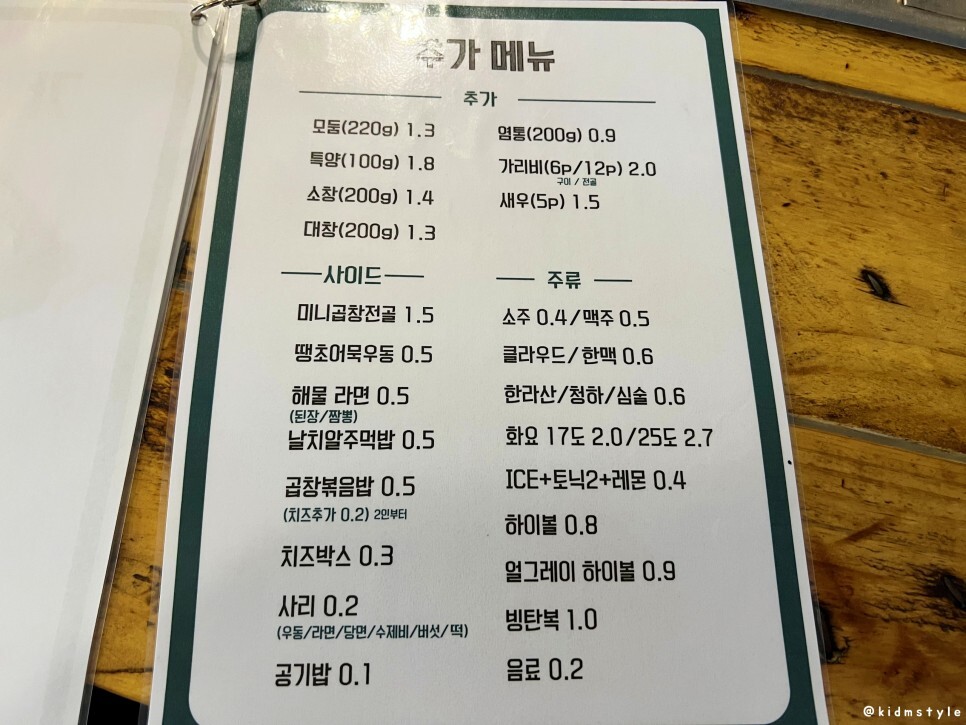 추가 메뉴
추가
모둠(220g) 1.3
특양(100g) 1.8
소창(200g) 1.4
대창(200g) 1.3
염통(200g) 0.9
가리비(6p/12p) 2.0
구이 / 전골
새우(5p) 1.5
사이드
미니곱창전골 1.5
땡초어묵우동 0.5
해물 라면 0.5
(된장/짬뽕)
날치알주먹밥 0.5
곱창볶음밥 0.5
(치즈추가 0.2) 2인부터
치즈박스 0.3
사리 0.2
(우동/라면/당면/수제비/버섯/떡)
공기밥 0.1
주류
소주 0.4/맥주 0.5
클라우드/한맥 0.6
한라산/청하/심술 0.6
화요 17도 2.0/25도 2.7
ICE+토닉2+레몬 0.4
하이볼 0.8
얼그레이 하이볼 0.9
빙탄복 1.0
음료 0.2
@kidmstyle